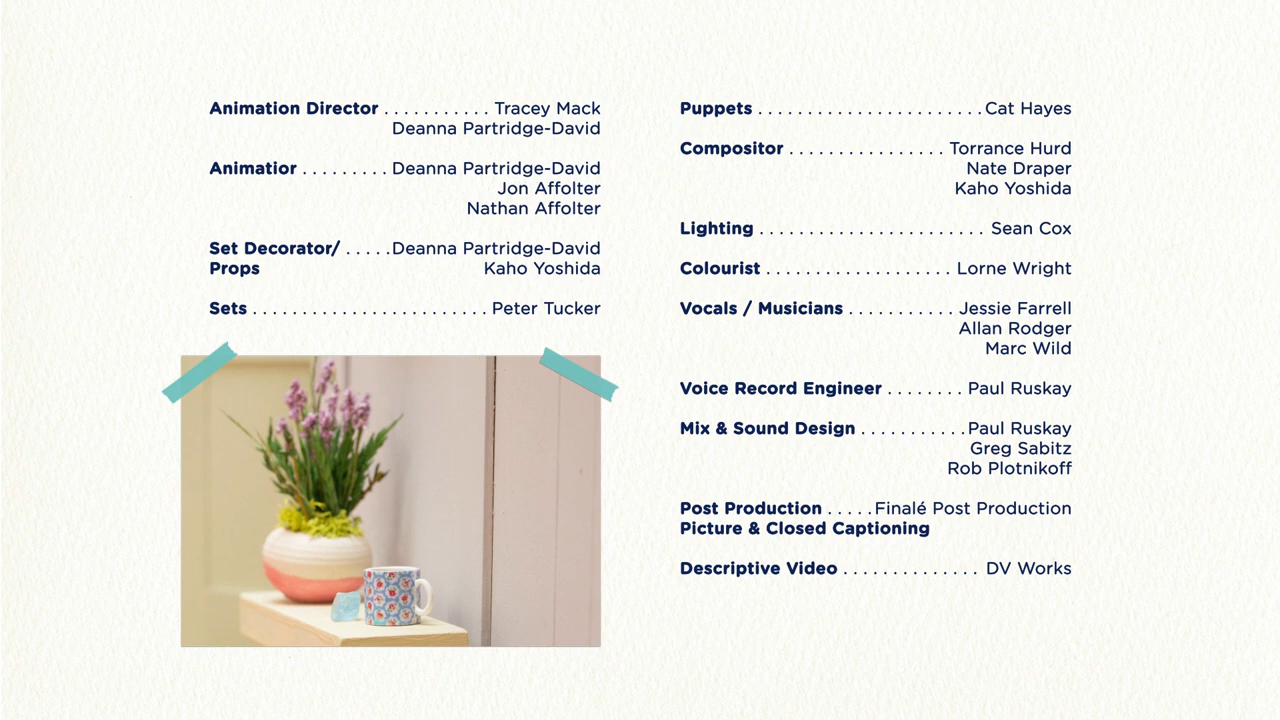 Animation Director . . . . . . . . . . . Tracey Mack
Deanna Partridge-David
Animatior . . . . . . . . . Deanna Partridge-David
Jon Affolter
Nathan Affolter
Set Decorator/ . . . . . Deanna Partridge-David
Props Kaho Yoshida
Sets . . . . . . . . . . . . . . . . . . . . . . . . Peter Tucker
Puppets . . . . . . . . . . . . . . . . . . . . . . . Cat Hayes
Compositor . . . . . . . . . . . . . . . . Torrance Hurd
Nate Draper
Kaho Yoshida
Lighting . . . . . . . . . . . . . . . . . . . . . . . Sean Cox
Colourist . . . . . . . . . . . . . . . . . . . Lorne Wright
Vocals / Musicians . . . . . . . . . . . Jessie Farrell
Allan Rodger
Marc Wild
Voice Record Engineer . . . . . . . . Paul Ruskay
Mix & Sound Design . . . . . . . . . . . Paul Ruskay
Greg Sabitz
Rob Plotnikoff
Post Production . . . . . Finalé Post Production
Picture & Closed Captioning
Descriptive Video . . . . . . . . . . . . . . DV Works